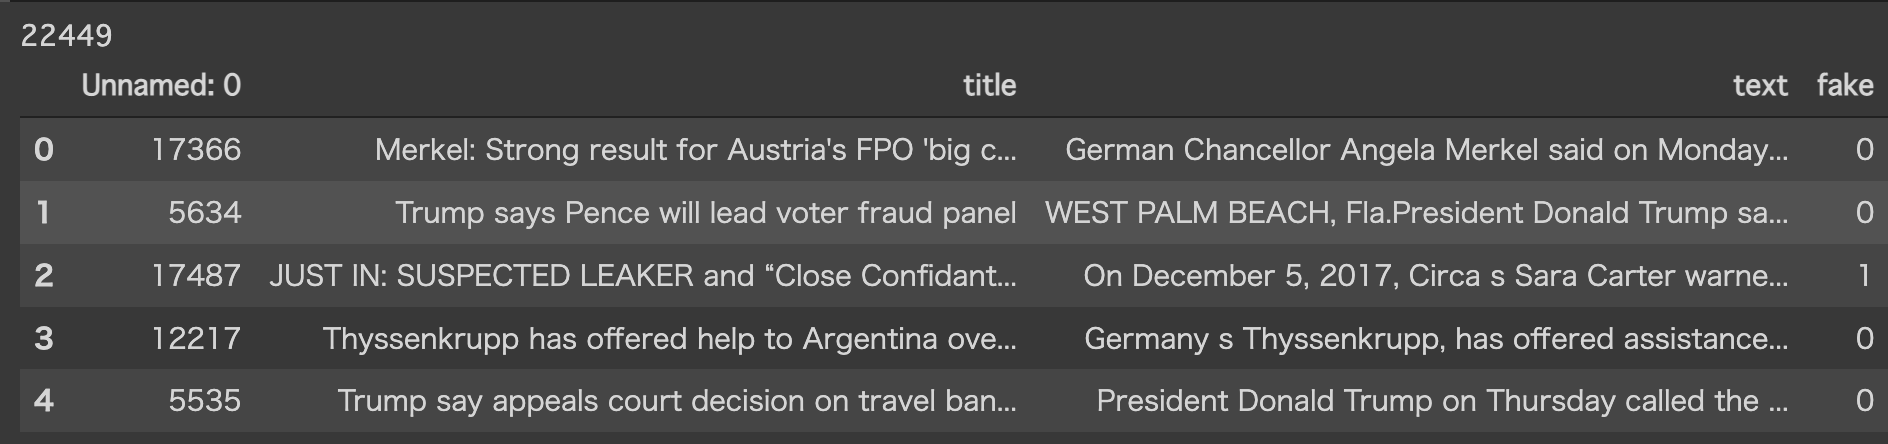 22449
Unnamed: 0 title text fake
0 17366 Merkel: Strong result for Austria's FPO 'big c... German Chancellor Angela Merkel said on Monday... 0
1 5634 Trump says Pence will lead voter fraud panel WEST PALM BEACH, Fla.President Donald Trump sa... 0
2 17487 JUST IN: SUSPECTED LEAKER and “Close Confidant... On December 5, 2017, Circa s Sara Carter warne... 1
3 12217 Thyssenkrupp has offered help to Argentina ove... Germany s Thyssenkrupp, has offered assistance... 0
4 5535 Trump say appeals court decision on travel ban... President Donald Trump on Thursday called the ... 0